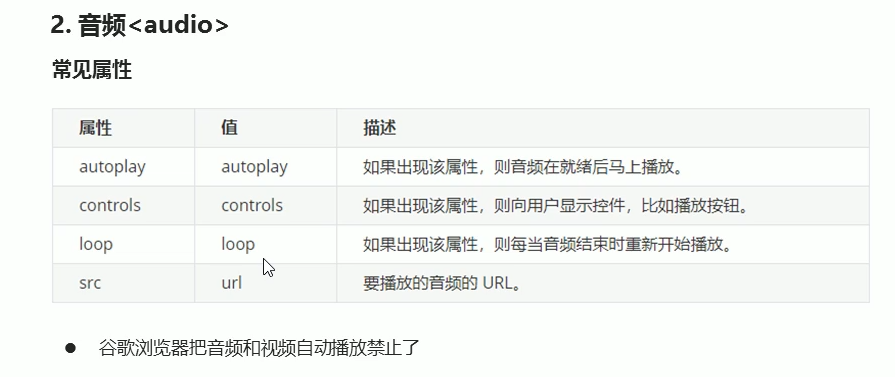 2. 音频<audio>
常见属性
属性 值 描述
autoplay autoplay 如果出现该属性，则音频在就绪后马上播放。
controls controls 如果出现该属性，则向用户显示控件，比如播放按钮。
loop loop 如果出现该属性，则每当音频结束时重新开始播放。
src url 要播放的音频的 URL。
● 谷歌浏览器把音频和视频自动播放禁止了